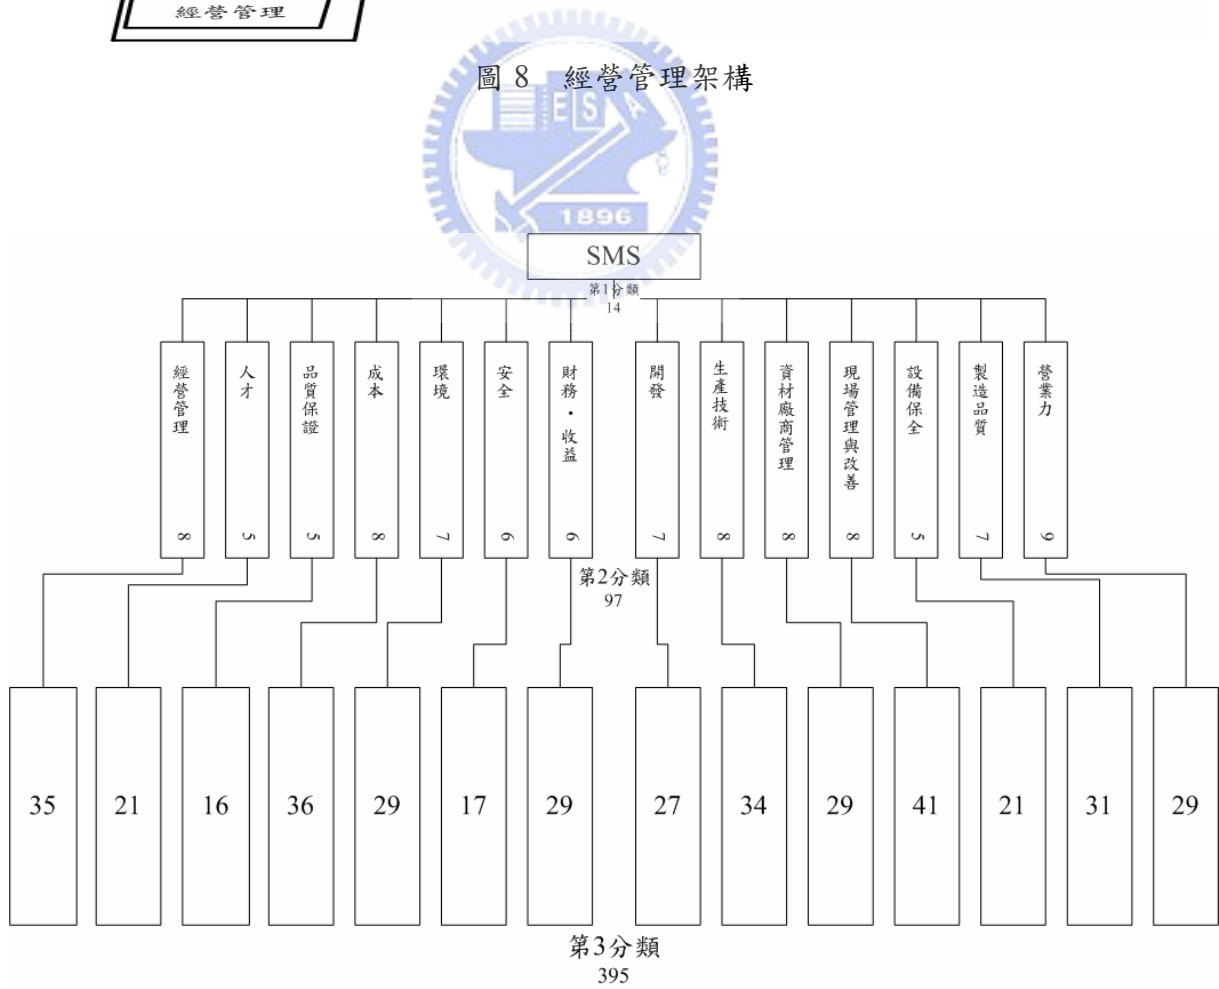 經營管理
圖 8 經營管理架構
ES
A
1896
SMS
第1分類
14
經營管理
人才
品質保證
成本
環境
安全
財務・收益
開發
生產技術
資材廠商管理
現場管理與改善
設備保全
製造品質
營業力
8 5 5 8 7 6 6 7 8 8 8 5 7 9
第2分類
97
35 21 16 36 29 17 29 27 34 29 41 21 31 29
第3分類
395